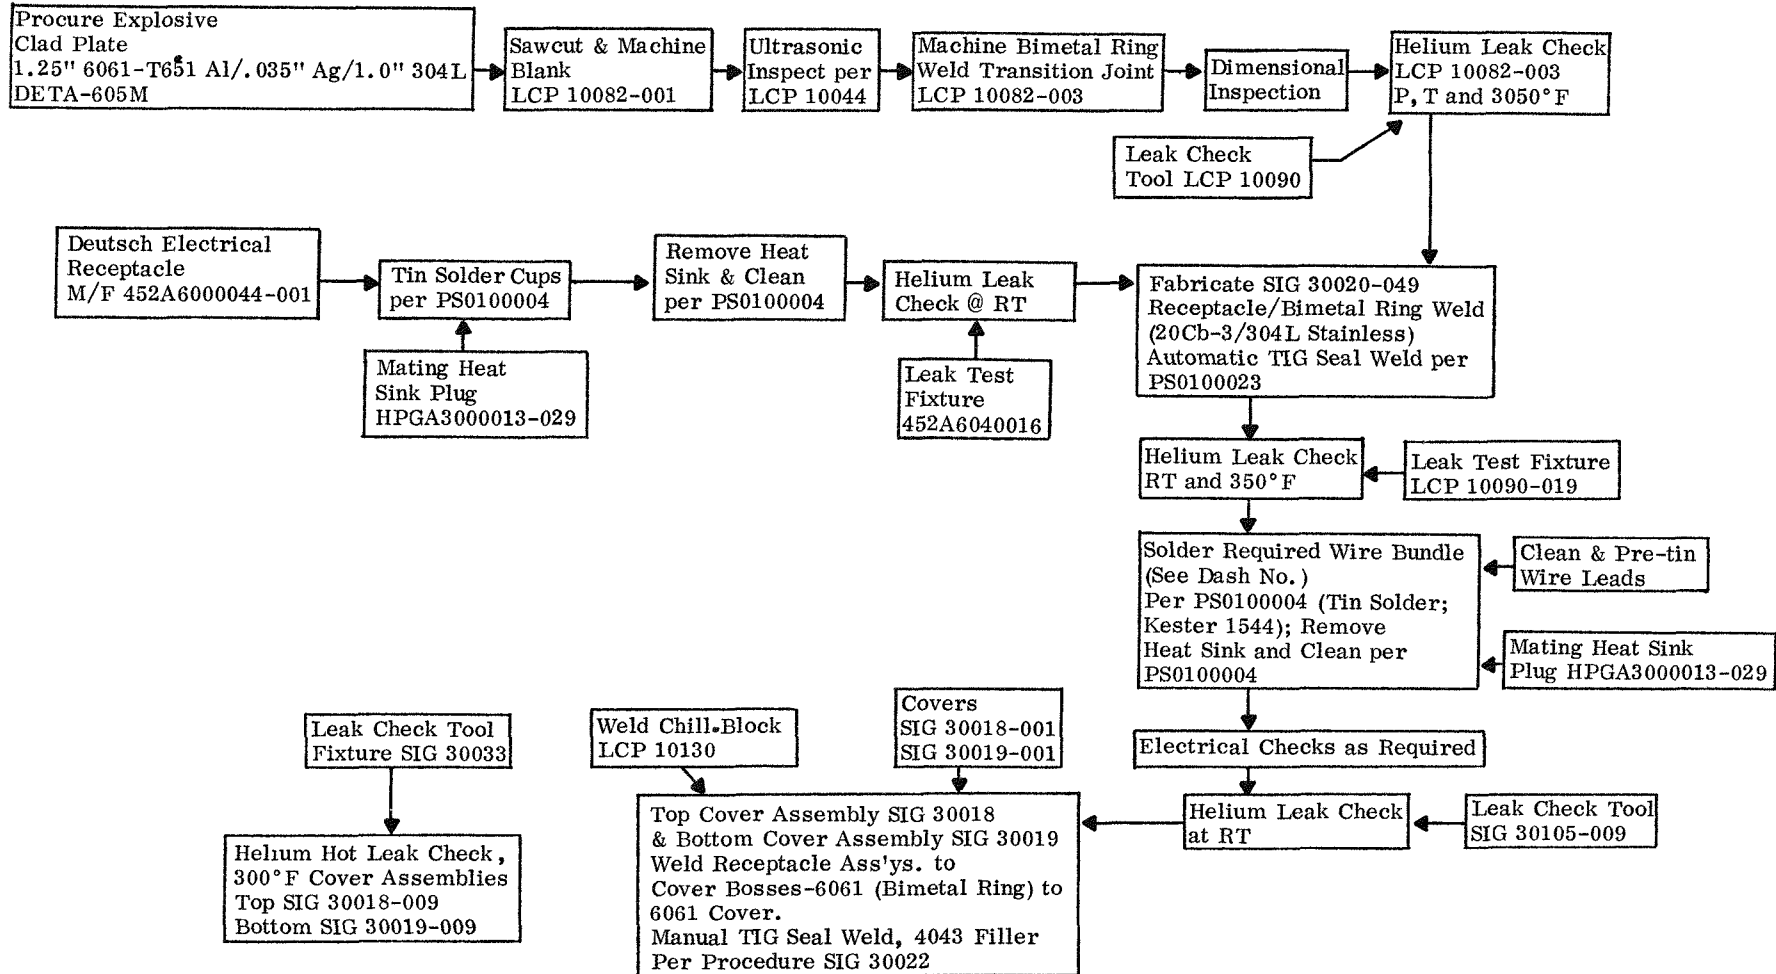 Procure Explosive
Clad Plate
1.25" 6061-T651 Al/.035" Ag/1.0" 304L
DETA-605M
Sawcut & Machine
Blank
LCP 10082-001
Ultrasonic
Inspect per
LCP 10044
Machine Bimetal Ring
Weld Transition Joint
LCP 10082-003
Dimensional
Inspection
Helium Leak Check
LCP 10082-003
P, T and 3050°F
Leak Check
Tool LCP 10090
Deutsch Electrical
Receptacle
M/F 452A6000044-001
Tin Solder Cups
per PS0100004
Mating Heat
Sink Plug
HPGA3000013-029
Remove Heat
Sink & Clean
per PS0100004
Helium Leak
Check @ RT
Leak Test
Fixture
452A6040016
Fabricate SIG 30020-049
Receptacle/Bimetal Ring Weld
(20Cb-3/304L Stainless)
Automatic TIG Seal Weld per
PS0100023
Helium Leak Check
RT and 350°F
Leak Test Fixture
LCP 10090-019
Solder Required Wire Bundle
(See Dash No.)
Per PS0100004 (Tin Solder;
Kester 1544); Remove
Heat Sink and Clean per
PS0100004
Clean & Pre-tin
Wire Leads
Mating Heat Sink
Plug HPGA3000013-029
Electrical Checks as Required
Helium Leak Check
at RT
Leak Check Tool
SIG 30105-009
Covers
SIG 30018-001
SIG 30019-001
Weld Chill.Block
LCP 10130
Top Cover Assembly SIG 30018
& Bottom Cover Assembly SIG 30019
Weld Receptacle Ass'ys. to
Cover Bosses-6061 (Bimetal Ring) to
6061 Cover.
Manual TIG Seal Weld, 4043 Filler
Per Procedure SIG 30022
Leak Check Tool
Fixture SIG 30033
Helium Hot Leak Check,
300°F Cover Assemblies
Top SIG 30018-009
Bottom SIG 30019-009